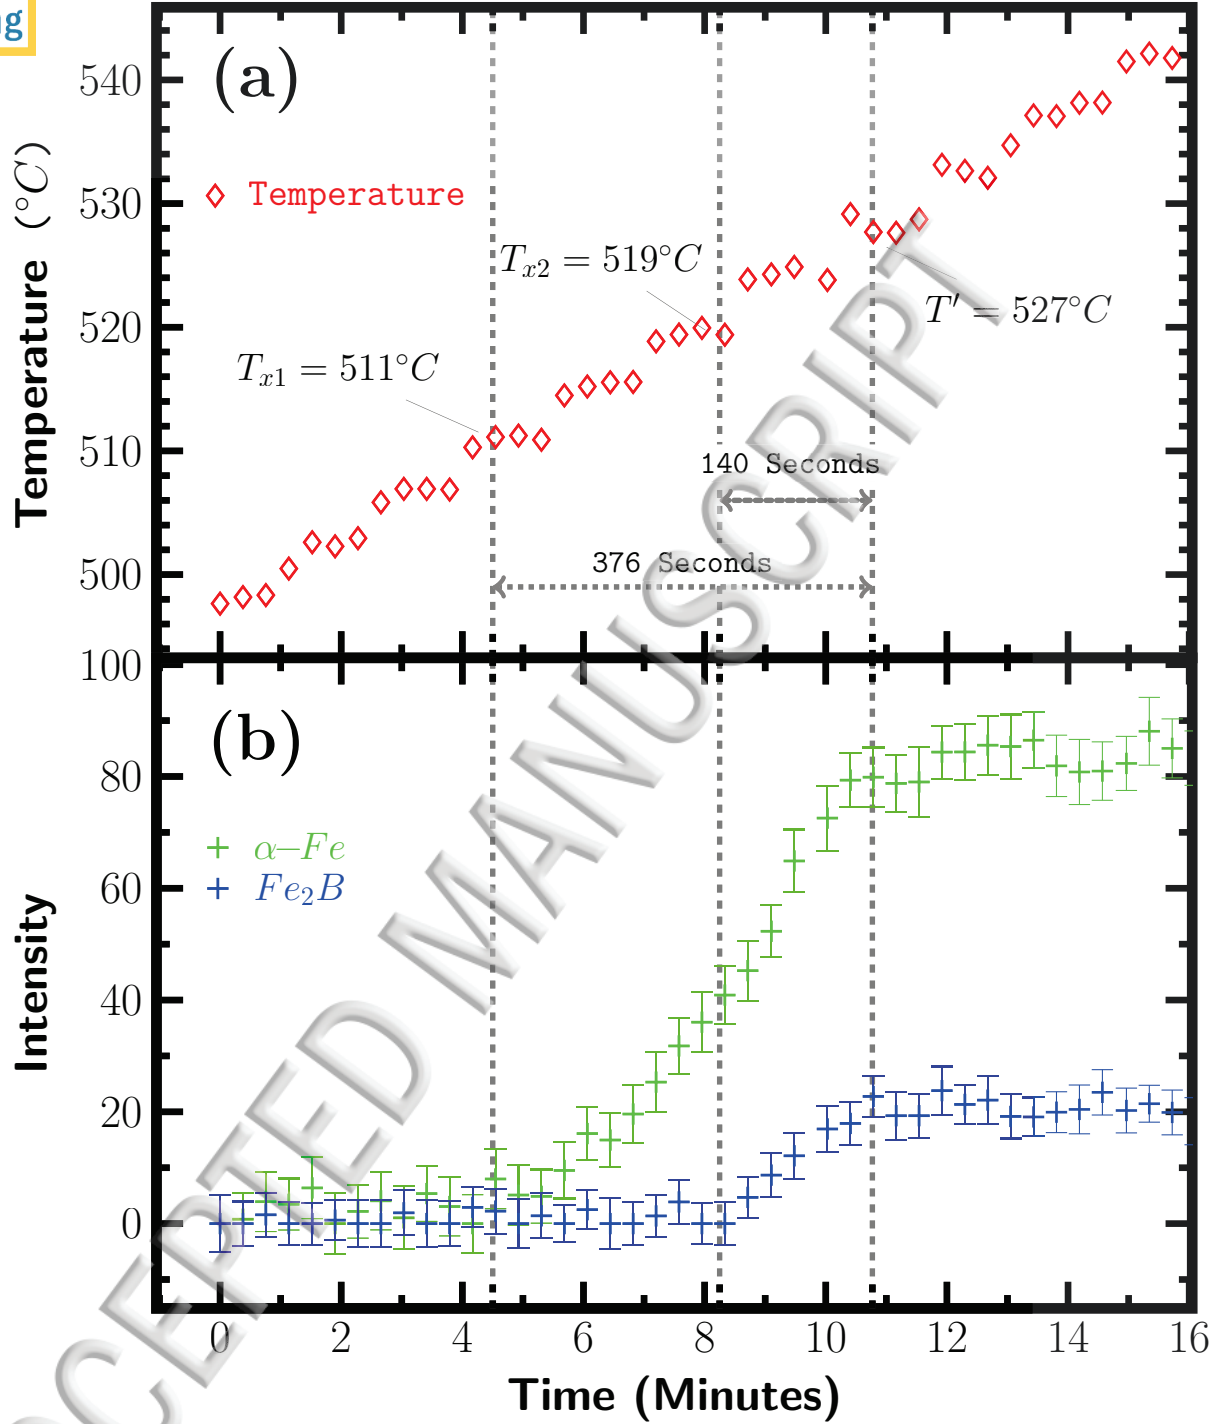 ng
(a)
540
530
520
510
500
Temperature (°C)
Temperature
T_{x1} = 511°C
T_{x2} = 519°C
T′ = 527°C
140 Seconds
376 Seconds
(b)
100
80
60
40
20
0
Intensity
α−Fe
Fe₂B
0 2 4 6 8 10 12 14 16
Time (Minutes)
CEPTED MANUSCRIPT